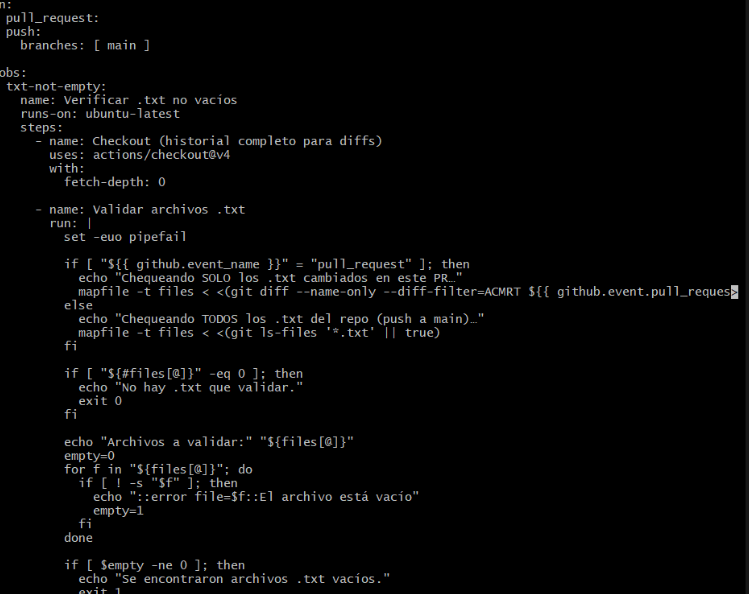 n:
 pull_request:
 push:
   branches: [ main ]

obs:
 txt-not-empty:
   name: Verificar .txt no vacíos
   runs-on: ubuntu-latest
   steps:
     - name: Checkout (historial completo para diffs)
       uses: actions/checkout@v4
       with:
         fetch-depth: 0

     - name: Validar archivos .txt
       run: |
         set -euo pipefail

         if [ "${{ github.event_name }}" = "pull_request" ]; then
           echo "Chequeando SOLO los .txt cambiados en este PR…"
           mapfile -t files < <(git diff --name-only --diff-filter=ACMRT ${{ github.event.pull_reques>
         else
           echo "Chequeando TODOS los .txt del repo (push a main)…"
           mapfile -t files < <(git ls-files '*.txt' || true)
         fi

         if [ "${#files[@]}" -eq 0 ]; then
           echo "No hay .txt que validar."
           exit 0
         fi

         echo "Archivos a validar:" "${files[@]}"
         empty=0
         for f in "${files[@]}"; do
           if [ ! -s "$f" ]; then
             echo "::error file=$f::El archivo está vacío"
             empty=1
           fi
         done

         if [ $empty -ne 0 ]; then
           echo "Se encontraron archivos .txt vacíos."
           exit 1